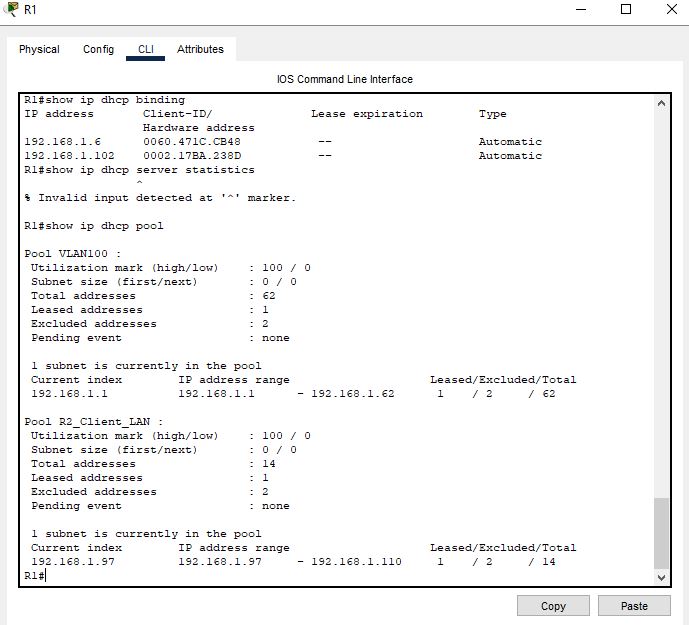 R1
Physical Config CLI Attributes
IOS Command Line Interface
R1#show ip dhcp binding
IP address Client-ID/ Lease expiration Type
Hardware address
192.168.1.6 0060.471C.CB48 -- Automatic
192.168.1.102 0002.17BA.238D -- Automatic
R1#show ip dhcp server statistics
^
% Invalid input detected at '^' marker.
R1#show ip dhcp pool
Pool VLAN100 :
Utilization mark (high/low) : 100 / 0
Subnet size (first/next) : 0 / 0
Total addresses : 62
Leased addresses : 1
Excluded addresses : 2
Pending event : none
1 subnet is currently in the pool
Current index IP address range Leased/Excluded/Total
192.168.1.1 192.168.1.1 - 192.168.1.62 1 / 2 / 62
Pool R2_Client_LAN :
Utilization mark (high/low) : 100 / 0
Subnet size (first/next) : 0 / 0
Total addresses : 14
Leased addresses : 1
Excluded addresses : 2
Pending event : none
1 subnet is currently in the pool
Current index IP address range Leased/Excluded/Total
192.168.1.97 192.168.1.97 - 192.168.1.110 1 / 2 / 14
R1#
Copy Paste